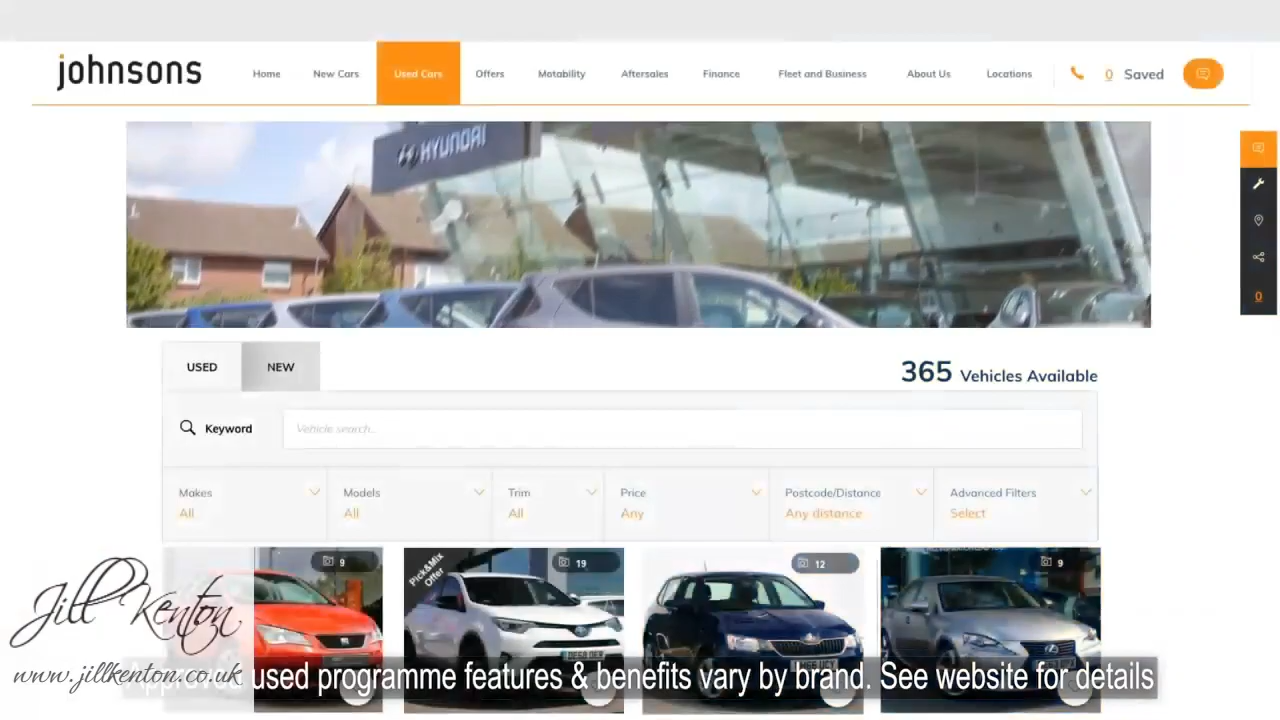 johnsons
Home New Cars Used Cars Offers Motability Aftersales Finance Fleet and Business About Us Locations 0 Saved
HYUNDAI
0
USED NEW
365 Vehicles Available
Keyword Vehicle search...
Makes Models Trim Price Postcode/Distance Advanced Filters
All All All Any Any distance Select
9 19 12 9
Pick&Mix
Offer
Jill Kenton
www.jillkenton.co.uk
Approved used programme features & benefits vary by brand. See website for details